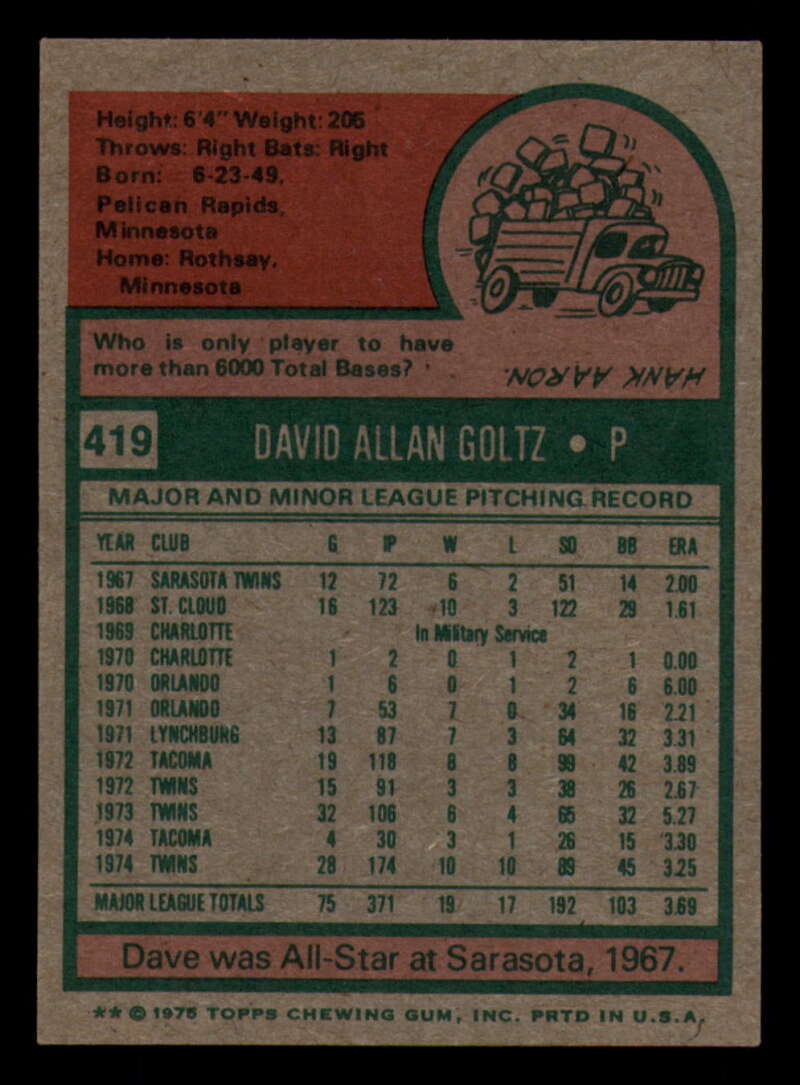 Height: 6'4" Weight: 205
Throws: Right Bats: Right
Born: 6-23-49,
Pelican Rapids,
Minnesota
Home: Rothsay,
Minnesota
Who is only player to have
more than 6000 Total Bases?
HANK AARON.
419 DAVID ALLAN GOLTZ • P
MAJOR AND MINOR LEAGUE PITCHING RECORD
YEAR CLUB G IP W L SO BB ERA
1967 SARASOTA TWINS 12 72 6 2 51 14 2.00
1968 ST. CLOUD 16 123 10 3 122 29 1.61
1969 CHARLOTTE In Military Service
1970 CHARLOTTE 1 2 0 1 2 1 0.00
1970 ORLANDO 1 6 0 1 2 6 6.00
1971 ORLANDO 7 53 7 0 34 16 2.21
1971 LYNCHBURG 13 87 7 3 64 32 3.31
1972 TACOMA 19 118 8 8 99 42 3.89
1972 TWINS 15 91 3 3 38 26 2.67
1973 TWINS 32 106 6 4 65 32 5.27
1974 TACOMA 4 30 3 1 26 15 3.30
1974 TWINS 28 174 10 10 89 45 3.25
MAJOR LEAGUE TOTALS 75 371 19 17 192 103 3.69
Dave was All-Star at Sarasota, 1967.
** © 1975 TOPPS CHEWING GUM, INC. PRTD IN U.S.A.